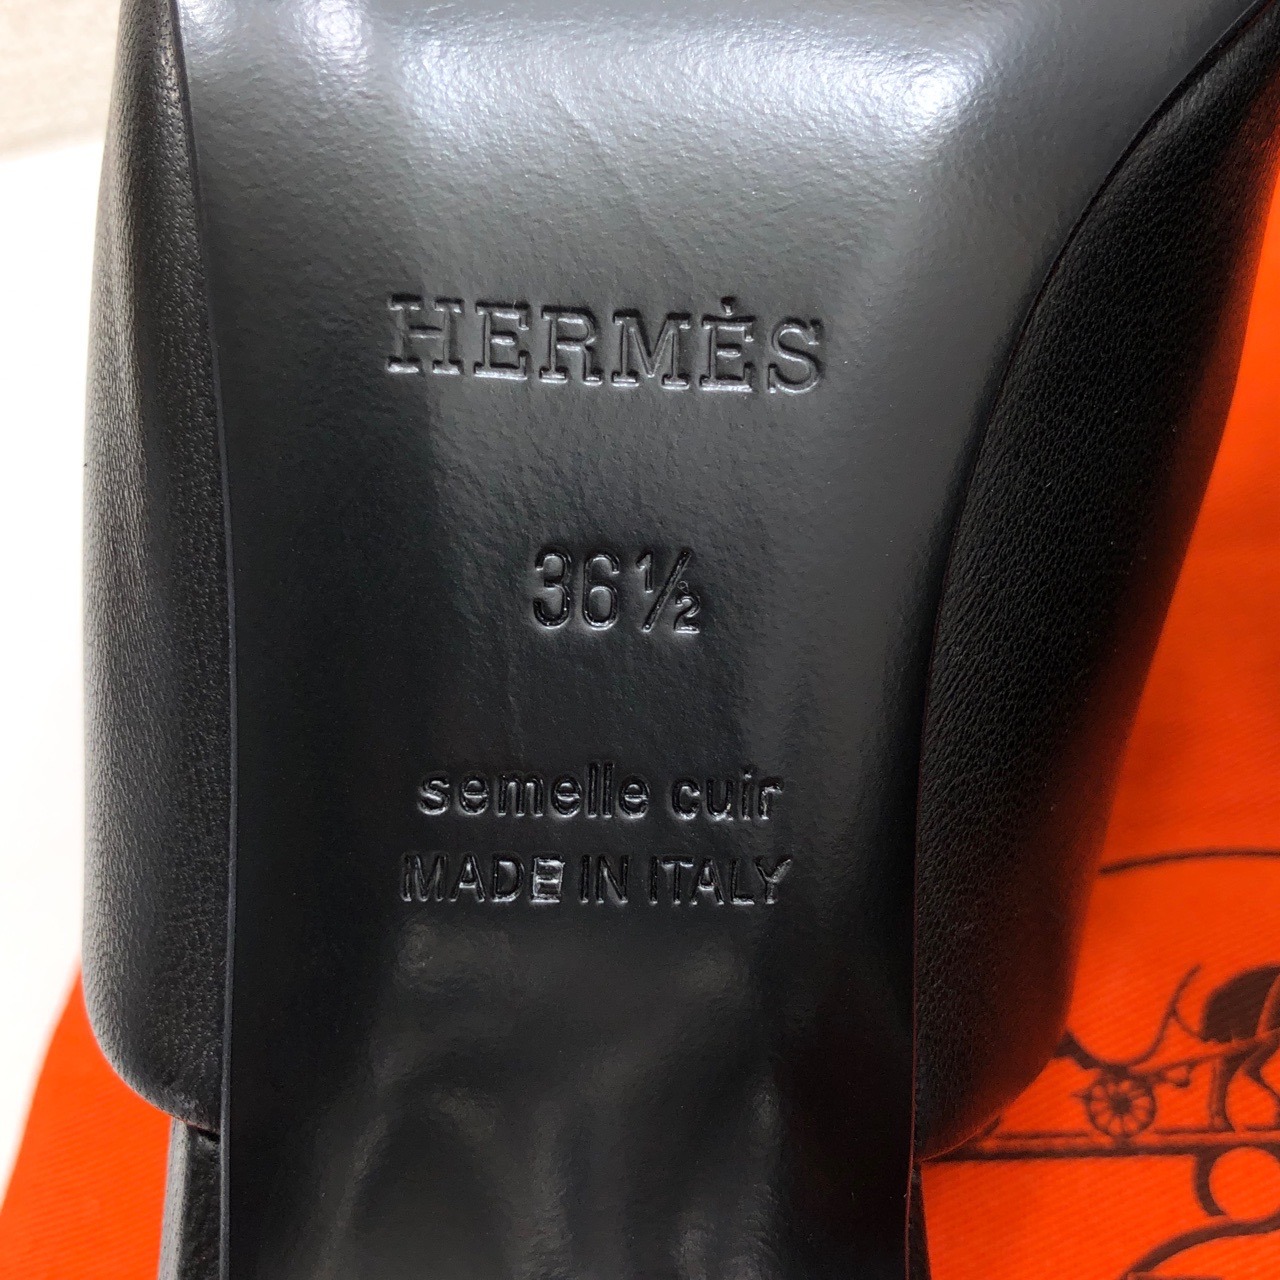 HERMÈS
36½
semelle cuir
MADE IN ITALY